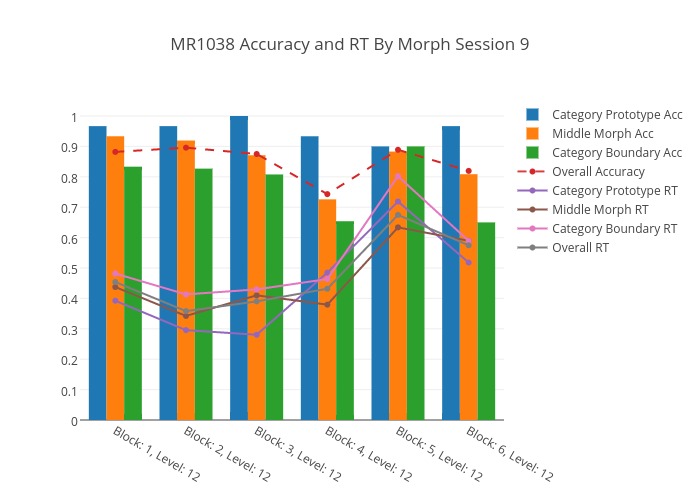 MR1038 Accuracy and RT By Morph Session 9
1
0.9
0.8
0.7
0.6
0.5
0.4
0.3
0.2
0.1
0
Block: 1, Level: 12
Block: 2, Level: 12
Block: 3, Level: 12
Block: 4, Level: 12
Block: 5, Level: 12
Block: 6, Level: 12
Category Prototype Acc
Middle Morph Acc
Category Boundary Acc
Overall Accuracy
Category Prototype RT
Middle Morph RT
Category Boundary RT
Overall RT